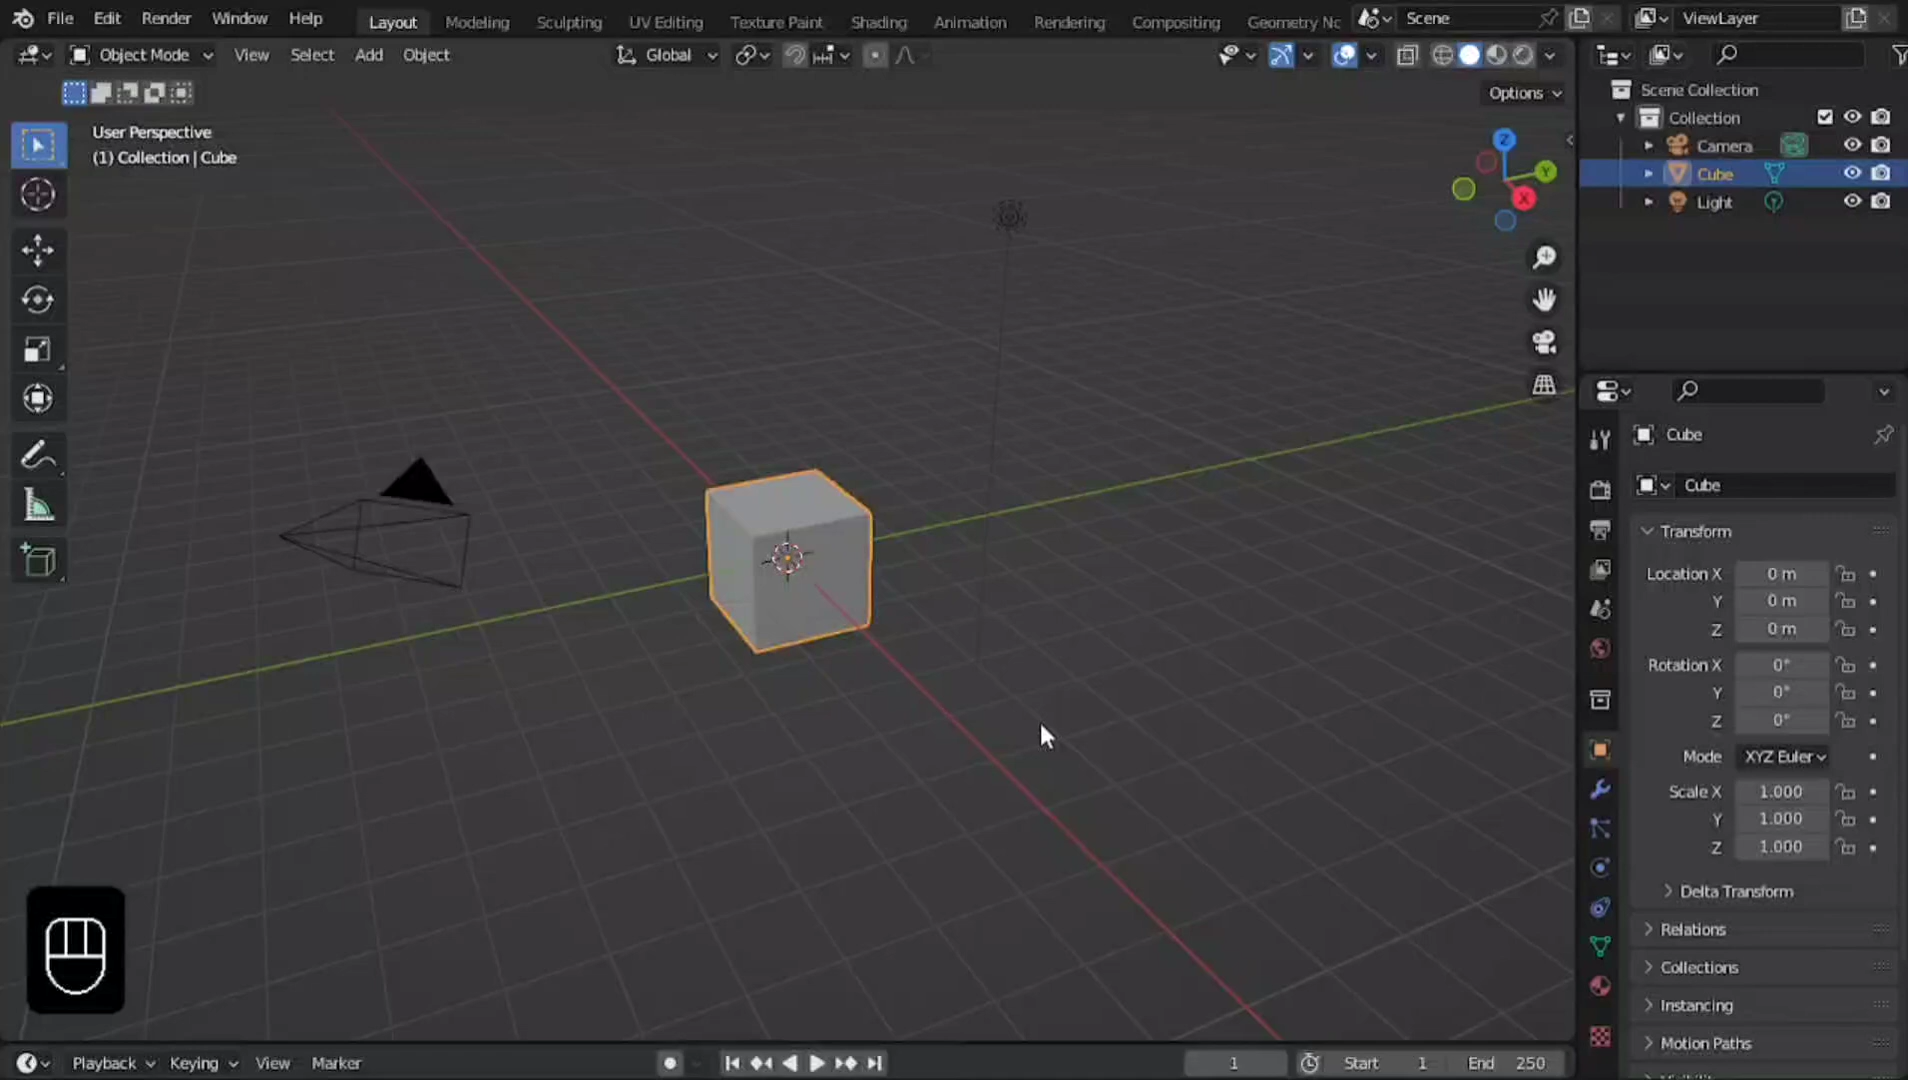 File Edit Render Window Help Layout Modeling Sculpting UV Editing Texture Paint Shading Animation Rendering Compositing Geometry Nc Scene ViewLayer
Object Mode View Select Add Object Global
Options
User Perspective
(1) Collection | Cube
Z
Y
X
Scene Collection
Collection
Camera
Cube
Light
Cube
Cube
Transform
Location X 0 m
Y 0 m
Z 0 m
Rotation X 0°
Y 0°
Z 0°
Mode XYZ Euler
Scale X 1.000
Y 1.000
Z 1.000
Delta Transform
Relations
Collections
Instancing
Motion Paths
Playback Keying View Marker 1 Start 1 End 250